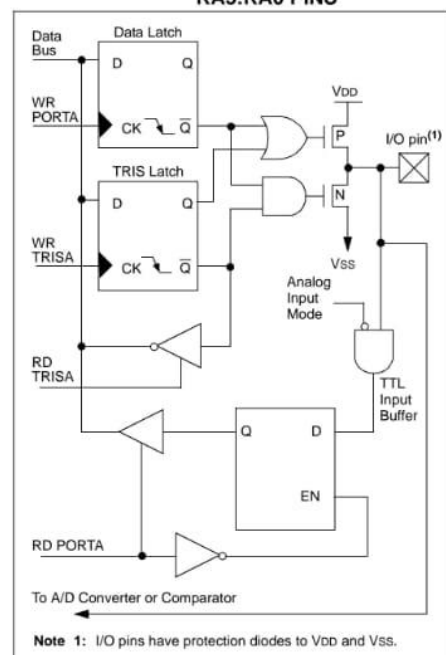 RA3:RA0 PINS
Data Latch
Data
Bus
D Q
VDD
WR
PORTA
CK Q
P
I/O pin(1)
TRIS Latch
D Q
N
WR
TRISA
CK Q
VSS
Analog
Input
Mode
RD
TRISA
TTL
Input
Buffer
Q D
EN
RD PORTA
To A/D Converter or Comparator
Note 1: I/O pins have protection diodes to VDD and VSS.